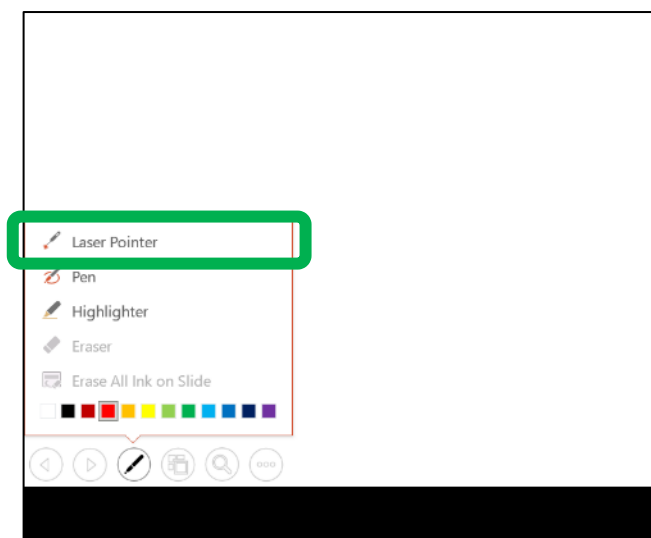 Laser Pointer
Pen
Highlighter
Eraser
Erase All Ink on Slide